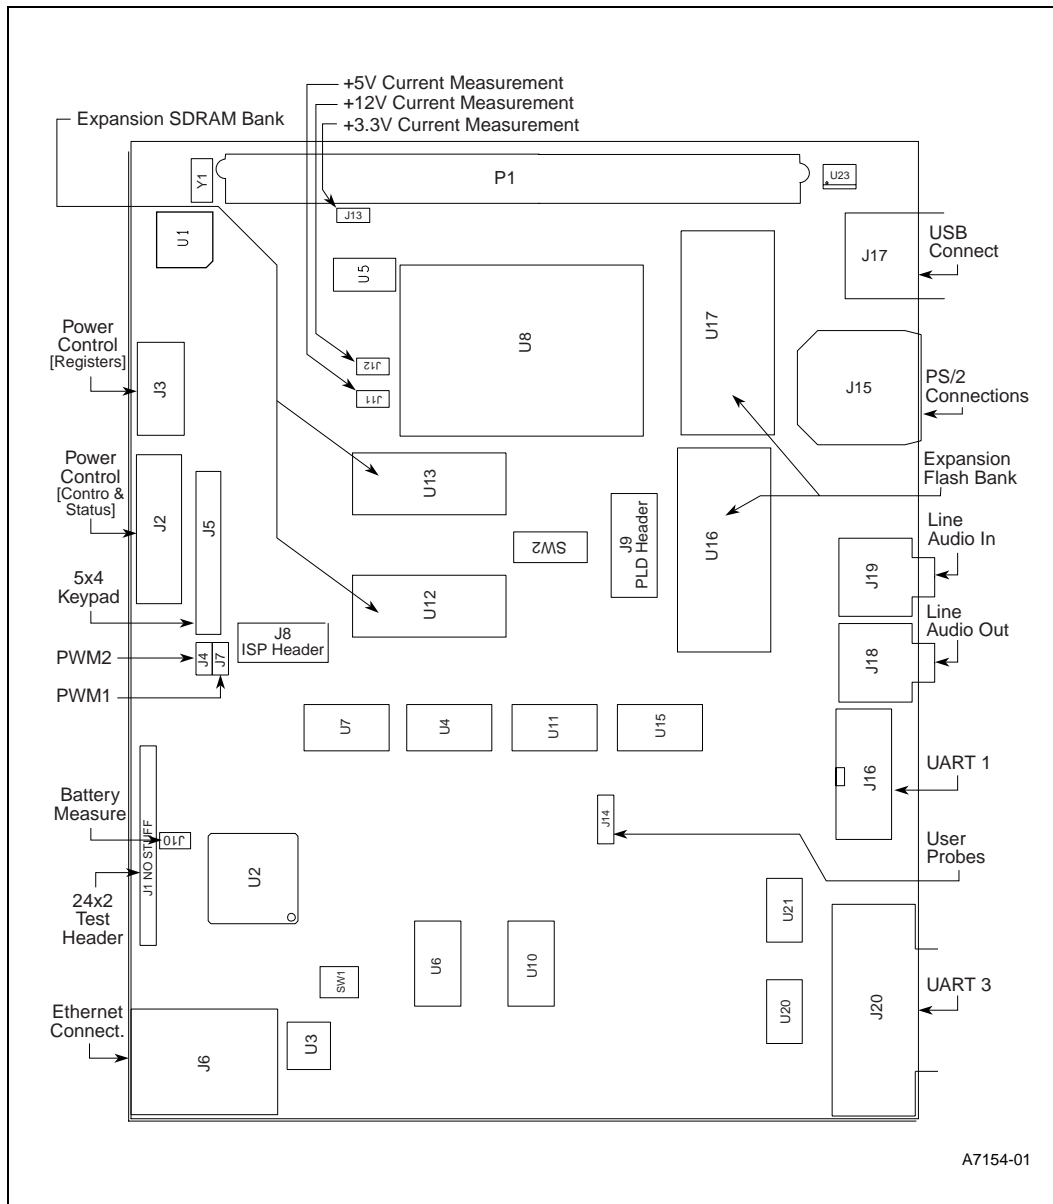 +5V Current Measurement
+12V Current Measurement
+3.3V Current Measurement
Expansion SDRAM Bank
Y1
P1
U23
J13
U1
U5
J17
USB
Connect
U8
U17
Power
Control
[Registers]
J3
J12
J11
J15
PS/2
Connections
Power
Control
[Contro &
Status]
J2
J5
U13
Expansion
Flash Bank
SW2
J9
PLD Header
U16
Line
Audio In
J19
5x4
Keypad
U12
Line
Audio Out
J8
ISP Header
J18
PWM2
J4
J7
PWM1
U7
U4
U11
U15
J16
UART 1
Battery
Measure
J10
J1 NO STUFF
J14
User
Probes
U2
24x2
Test
Header
U21
U6
U10
SW1
U20
J20
UART 3
Ethernet
Connect.
J6
U3
A7154-01